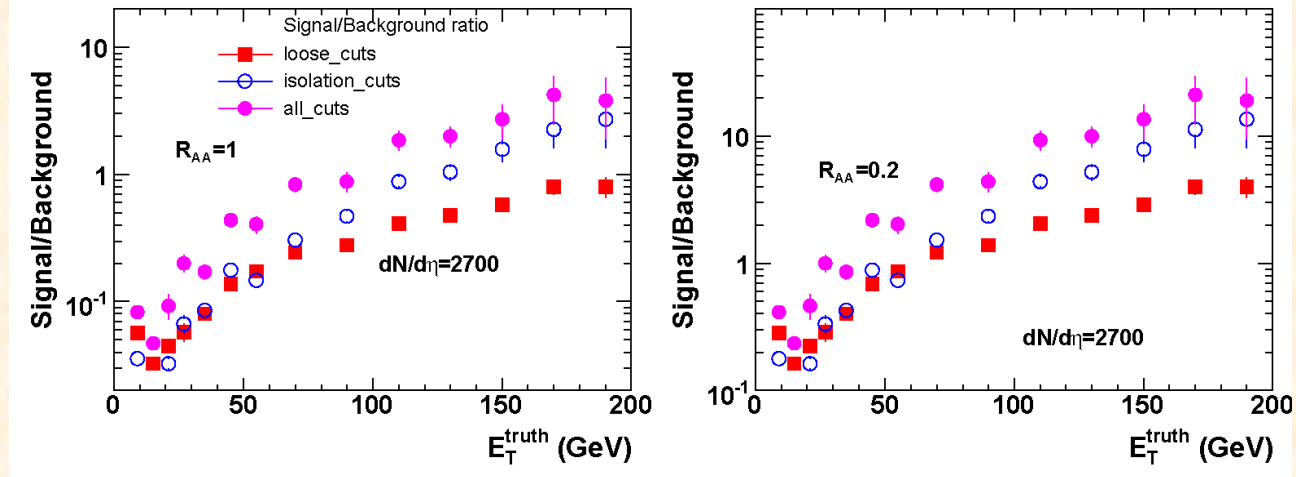 Signal/Background ratio
loose_cuts
isolation_cuts
all_cuts
R_AA=1
dN/dη=2700
Signal/Background
10
1
10^-1
0 50 100 150 200
E_T^truth (GeV)
R_AA=0.2
dN/dη=2700
Signal/Background
10
1
10^-1
0 50 100 150 200
E_T^truth (GeV)